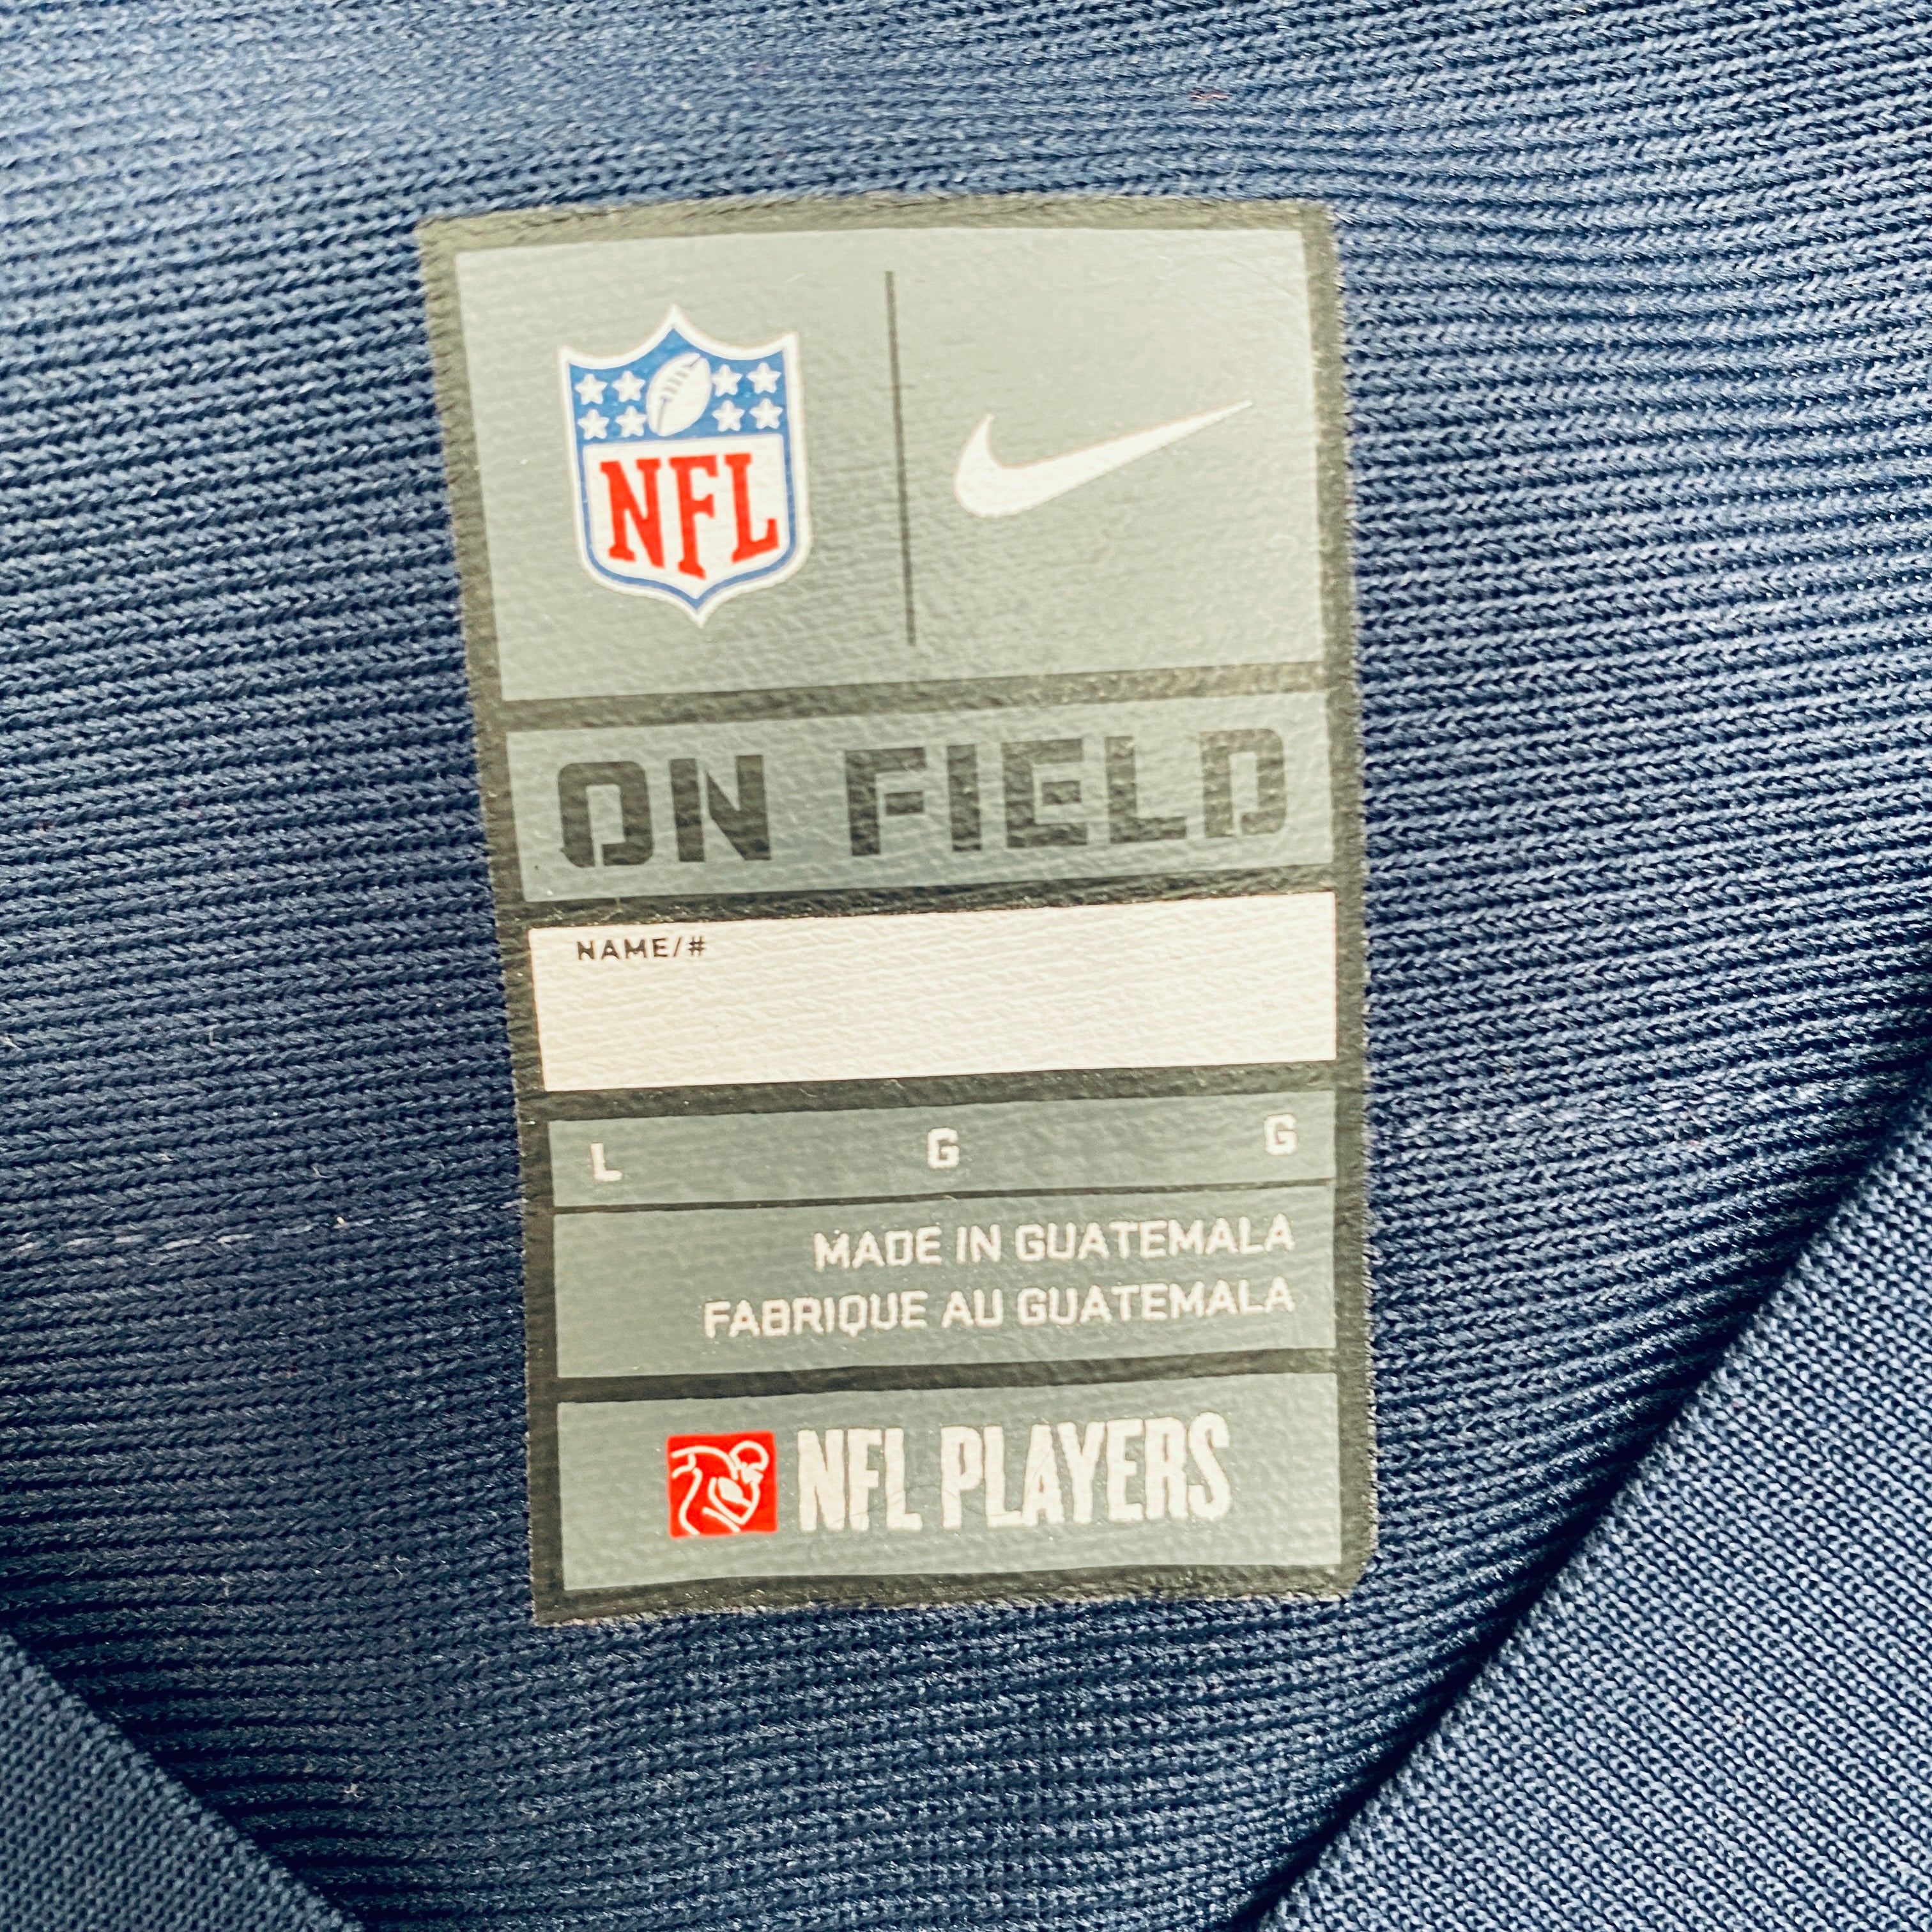 NFL
ON FIELD
NAME/#
L G G
MADE IN GUATEMALA
FABRIQUE AU GUATEMALA
NFL PLAYERS